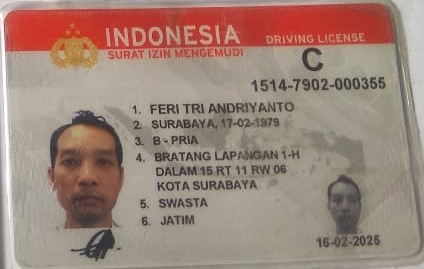 INDONESIA
SURAT IZIN MENGEMUDI
DRIVING LICENSE
C
1514-7902-000355
1. FERI TRI ANDRIYANTO
2. SURABAYA, 17-02-1979
3. B - PRIA
4. BRATANG LAPANGAN 1-H
DALAM 15 RT 11 RW 06
KOTA SURABAYA
5. SWASTA
6. JATIM
16-02-2025